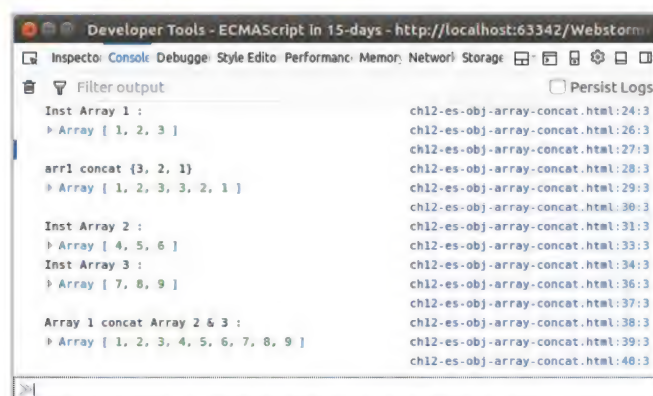 Developer Tools - ECMAScript in 15-days - http://localhost:63342/Webstorm
Inspecto Console Debugge Style Edito Performanc Memor Networ Storage
Filter output Persist Logs
Inst Array 1 : ch12-es-obj-array-concat.html:24:3
Array [ 1, 2, 3 ] ch12-es-obj-array-concat.html:26:3
ch12-es-obj-array-concat.html:27:3
arr1 concat {3, 2, 1} ch12-es-obj-array-concat.html:28:3
Array [ 1, 2, 3, 3, 2, 1 ] ch12-es-obj-array-concat.html:29:3
ch12-es-obj-array-concat.html:30:3
Inst Array 2 : ch12-es-obj-array-concat.html:31:3
Array [ 4, 5, 6 ] ch12-es-obj-array-concat.html:33:3
Inst Array 3 : ch12-es-obj-array-concat.html:34:3
Array [ 7, 8, 9 ] ch12-es-obj-array-concat.html:36:3
ch12-es-obj-array-concat.html:37:3
Array 1 concat Array 2 & 3 : ch12-es-obj-array-concat.html:38:3
Array [ 1, 2, 3, 4, 5, 6, 7, 8, 9 ] ch12-es-obj-array-concat.html:39:3
ch12-es-obj-array-concat.html:40:3